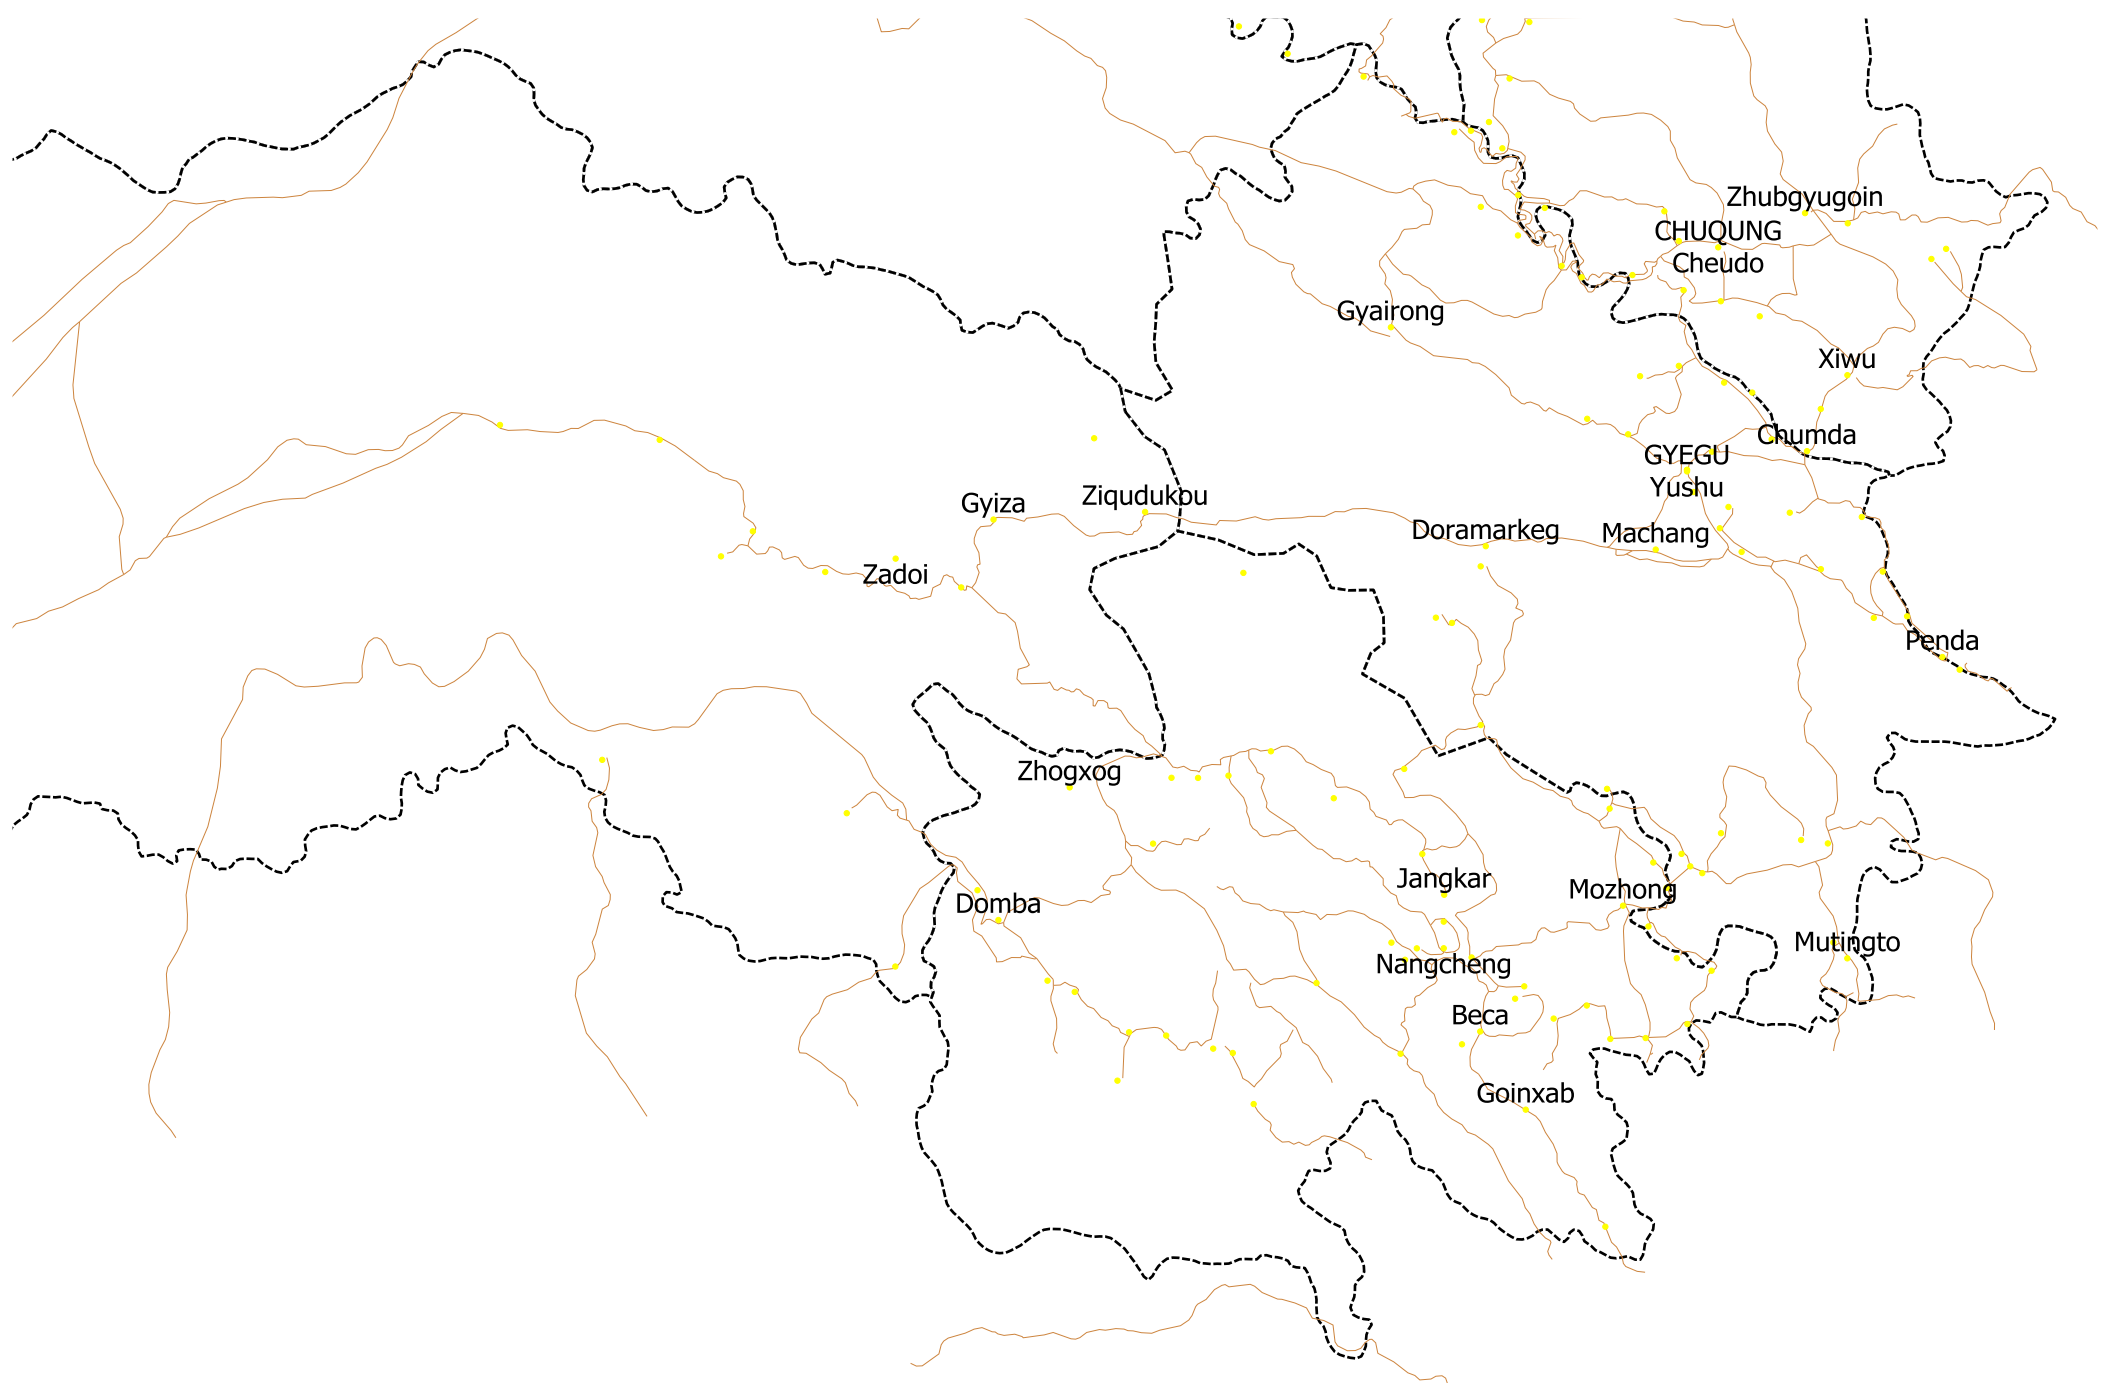 Zhubgyugoin
CHUQUNG
Cheudo
Gyairong
Xiwu
Chumda
GYEGU
Yushu
Ziqudukou
Gyiza
Doramarkeg
Machang
Zadoi
Penda
Zhogxog
Jangkar
Mozhong
Domba
Mutingto
Nangcheng
Beca
Goinxab